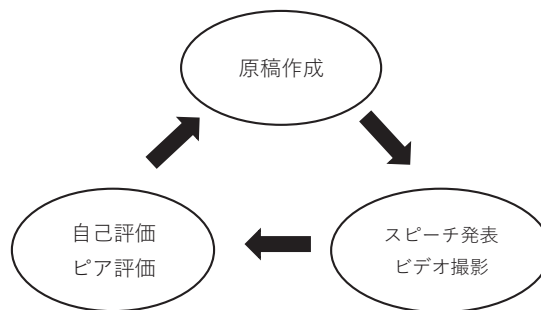 原稿作成
スピーチ発表
ビデオ撮影
自己評価
ピア評価